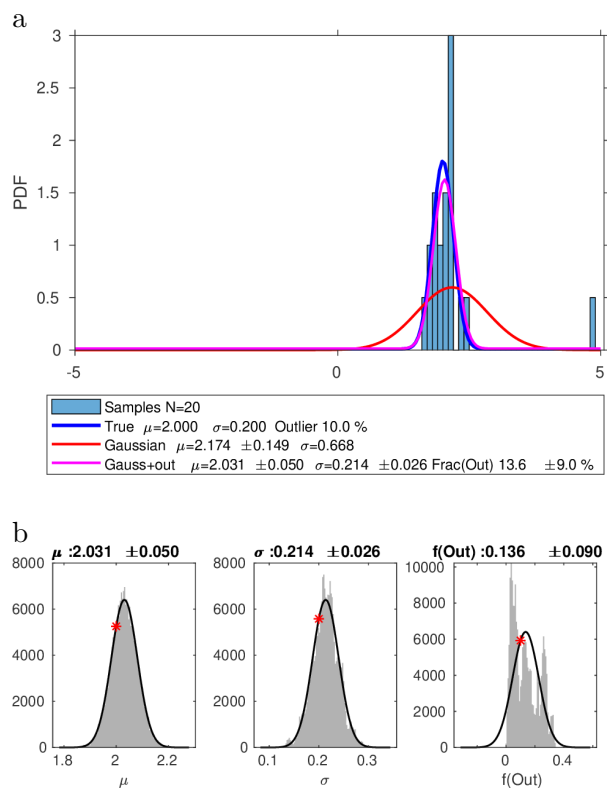 a
3
2.5
2
1.5
1
0.5
0
PDF
-5 0 5
Samples N=20
True μ=2.000 σ=0.200 Outlier 10.0 %
Gaussian μ=2.174 ±0.149 σ=0.668
Gauss+out μ=2.031 ±0.050 σ=0.214 ±0.026 Frac(Out) 13.6 ±9.0 %
b
μ :2.031 ±0.050
8000
6000
4000
2000
0
1.8 2 2.2
μ
σ :0.214 ±0.026
8000
6000
4000
2000
0
0.1 0.2 0.3
σ
f(Out) :0.136 ±0.090
10000
8000
6000
4000
2000
0
0 0.4
f(Out)